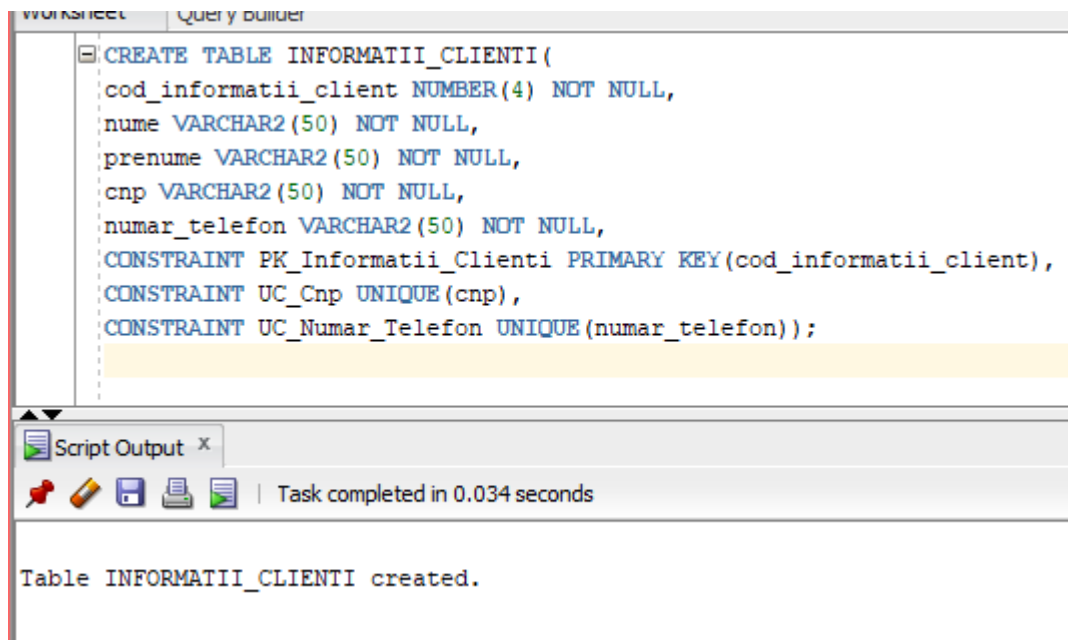 Worksheet Query Builder
CREATE TABLE INFORMATII_CLIENTI(
cod_informatii_client NUMBER(4) NOT NULL,
nume VARCHAR2(50) NOT NULL,
prenume VARCHAR2(50) NOT NULL,
cnp VARCHAR2(50) NOT NULL,
numar_telefon VARCHAR2(50) NOT NULL,
CONSTRAINT PK_Informatii_Clienti PRIMARY KEY(cod_informatii_client),
CONSTRAINT UC_Cnp UNIQUE(cnp),
CONSTRAINT UC_Numar_Telefon UNIQUE(numar_telefon));
Script Output x
Task completed in 0.034 seconds
Table INFORMATII_CLIENTI created.